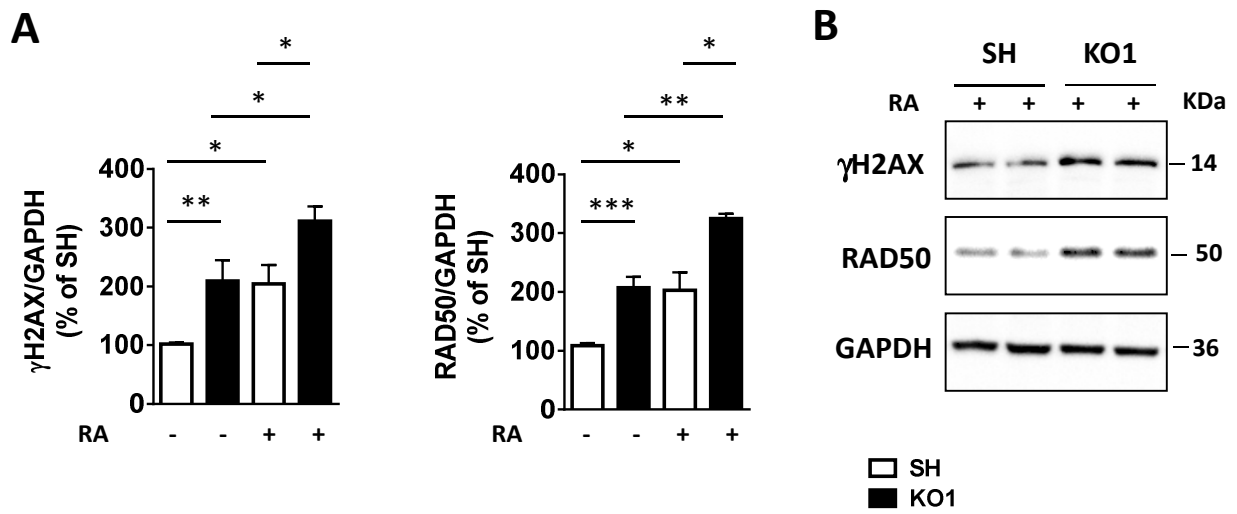 A
*
*
*
**
γH2AX/GAPDH
(% of SH)
400
300
200
100
0
RA - - + +
*
**
*
***
RAD50/GAPDH
(% of SH)
400
300
200
100
0
RA - - + +
B
SH KO1
RA + + + + KDa
γH2AX 14
RAD50 50
GAPDH 36
SH
KO1